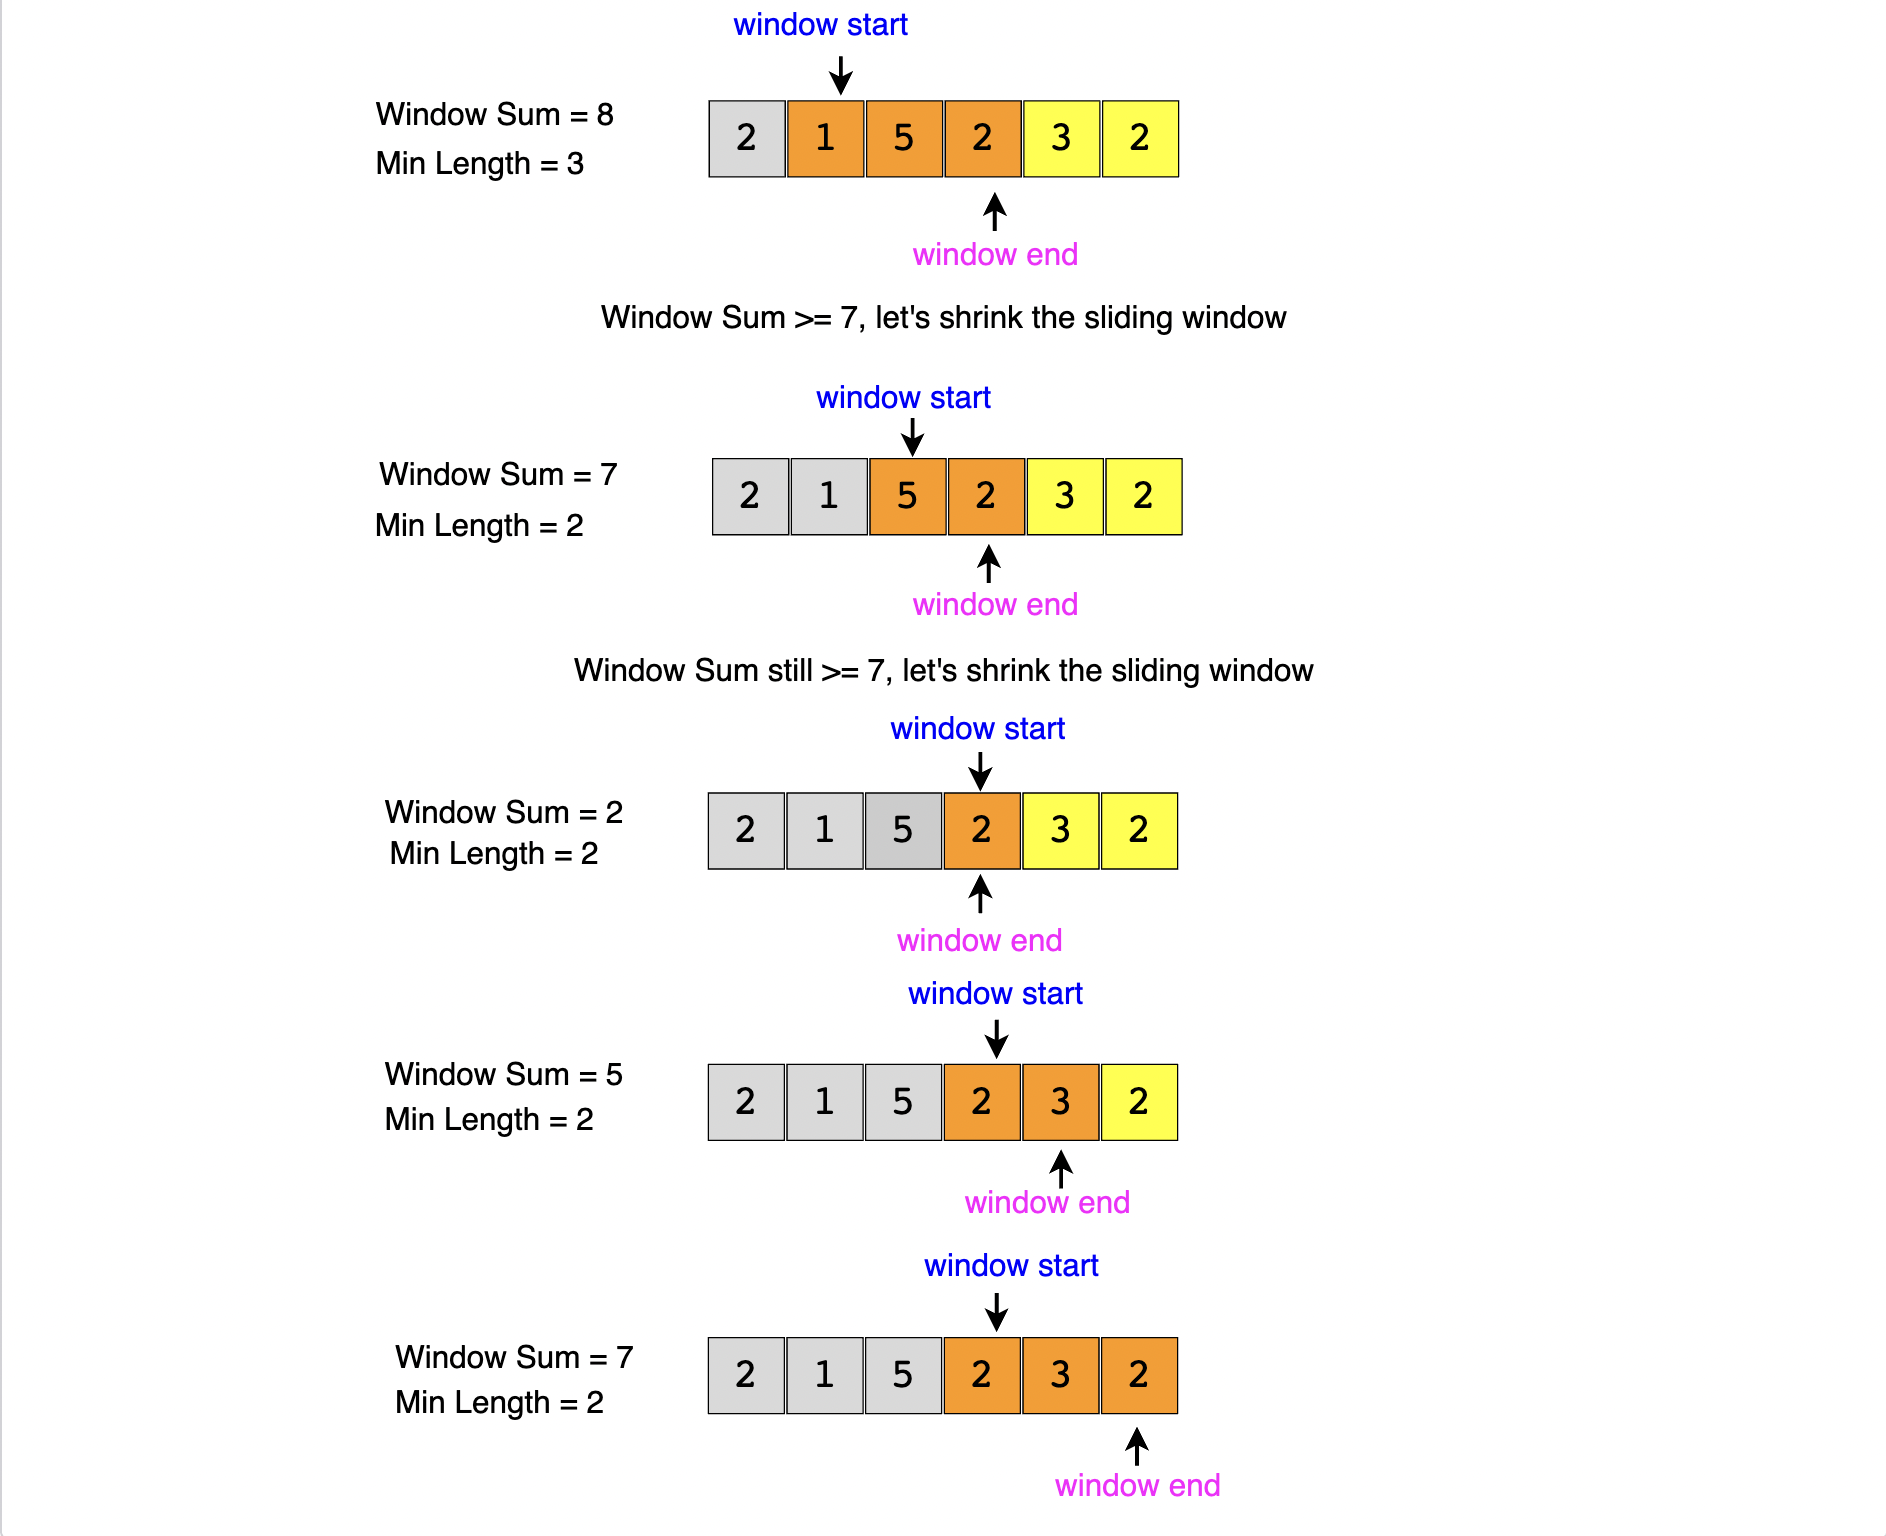 window start
Window Sum = 8
Min Length = 3
2 1 5 2 3 2
window end
Window Sum >= 7, let's shrink the sliding window
window start
Window Sum = 7
Min Length = 2
2 1 5 2 3 2
window end
Window Sum still >= 7, let's shrink the sliding window
window start
Window Sum = 2
Min Length = 2
2 1 5 2 3 2
window end
window start
Window Sum = 5
Min Length = 2
2 1 5 2 3 2
window end
window start
Window Sum = 7
Min Length = 2
2 1 5 2 3 2
window end